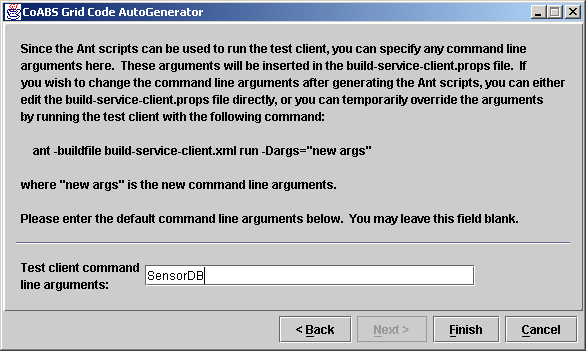 CoABS Grid Code AutoGenerator
Since the Ant scripts can be used to run the test client, you can specify any command line
arguments here.  These arguments will be inserted in the build-service-client.props file.  If
you wish to change the command line arguments after generating the Ant scripts, you can either
edit the build-service-client.props file directly, or you can temporarily override the arguments
by running the test client with the following command:
ant -buildfile build-service-client.xml run -Dargs="new args"
where "new args" is the new command line arguments.
Please enter the default command line arguments below.  You may leave this field blank.
Test client command
line arguments:
SensorDB
< Back
Next >
Finish
Cancel